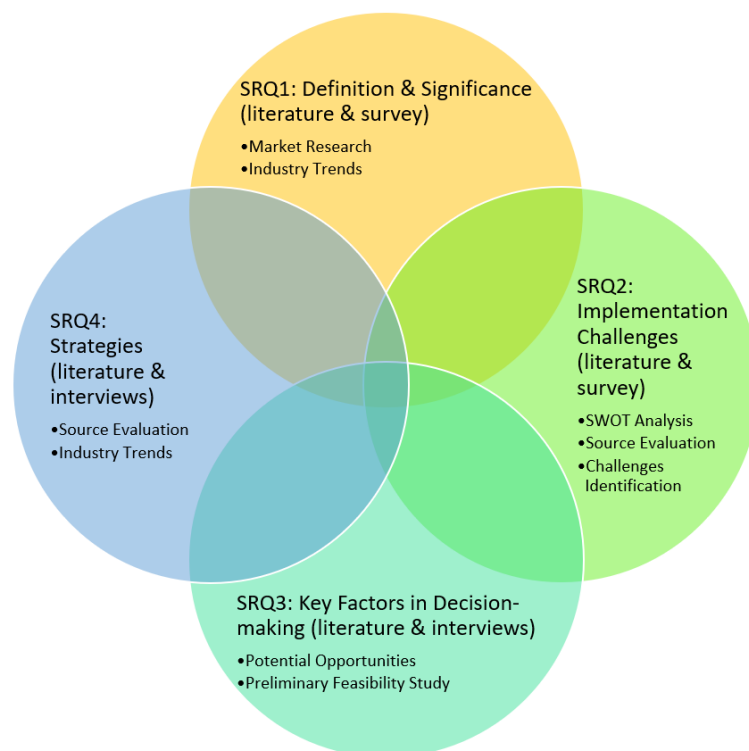 SRQ1: Definition & Significance
(literature & survey)
•Market Research
•Industry Trends
SRQ2:
Implementation
Challenges
(literature &
survey)
•SWOT Analysis
•Source Evaluation
•Challenges
Identification
SRQ3: Key Factors in Decision-
making (literature & interviews)
•Potential Opportunities
•Preliminary Feasibility Study
SRQ4:
Strategies
(literature &
interviews)
•Source Evaluation
•Industry Trends